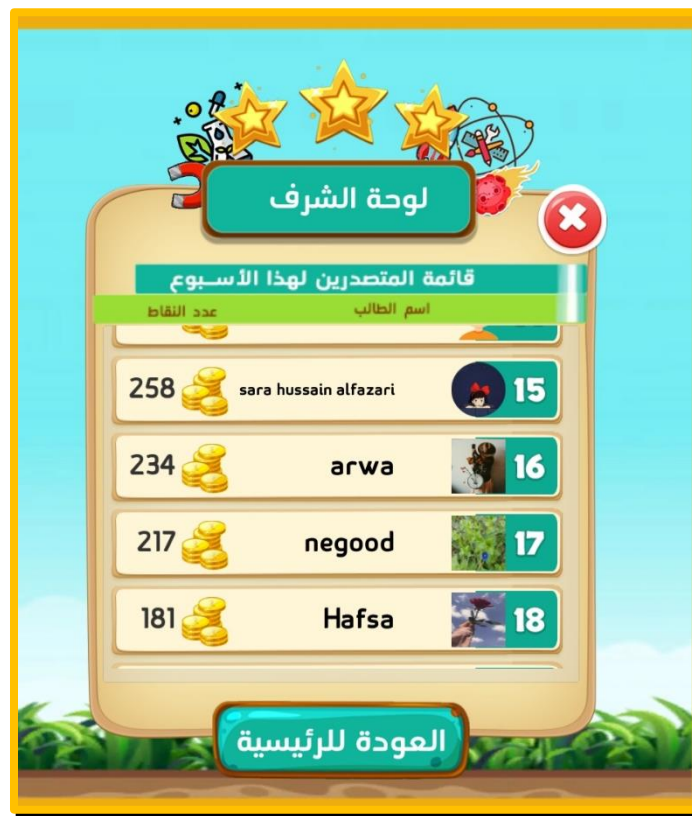 لوحة الشرف
قائمة المتصدرين لهذا الأسبوع
اسم الطالب عدد النقاط
15 sara hussain alfazari 258
16 arwa 234
17 negood 217
18 Hafsa 181
العودة للرئيسية